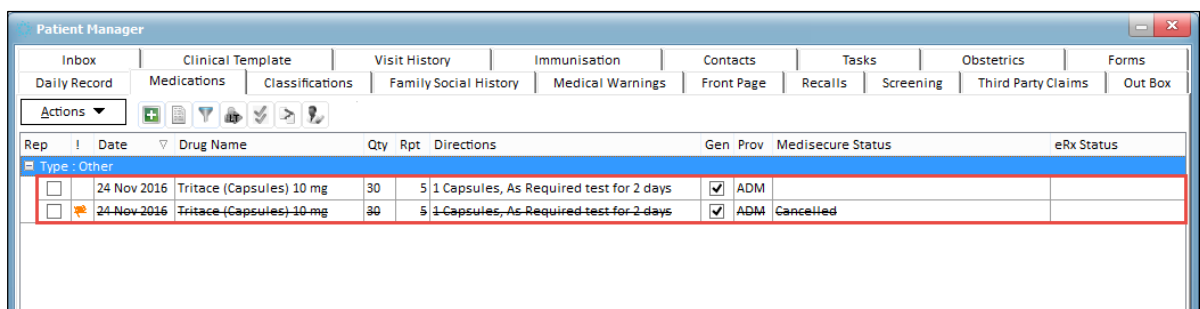 Patient Manager
Inbox Clinical Template Visit History Immunisation Contacts Tasks Obstetrics Forms
Daily Record Medications Classifications Family Social History Medical Warnings Front Page Recalls Screening Third Party Claims Out Box
Actions
Rep ! Date Drug Name Qty Rpt Directions Gen Prov Medisecure Status eRx Status
Type : Other
24 Nov 2016 Tritace (Capsules) 10 mg 30 5 1 Capsules, As Required test for 2 days ADM
24 Nov 2016 Tritace (Capsules) 10 mg 30 5 1 Capsules, As Required test for 2 days ADM Cancelled